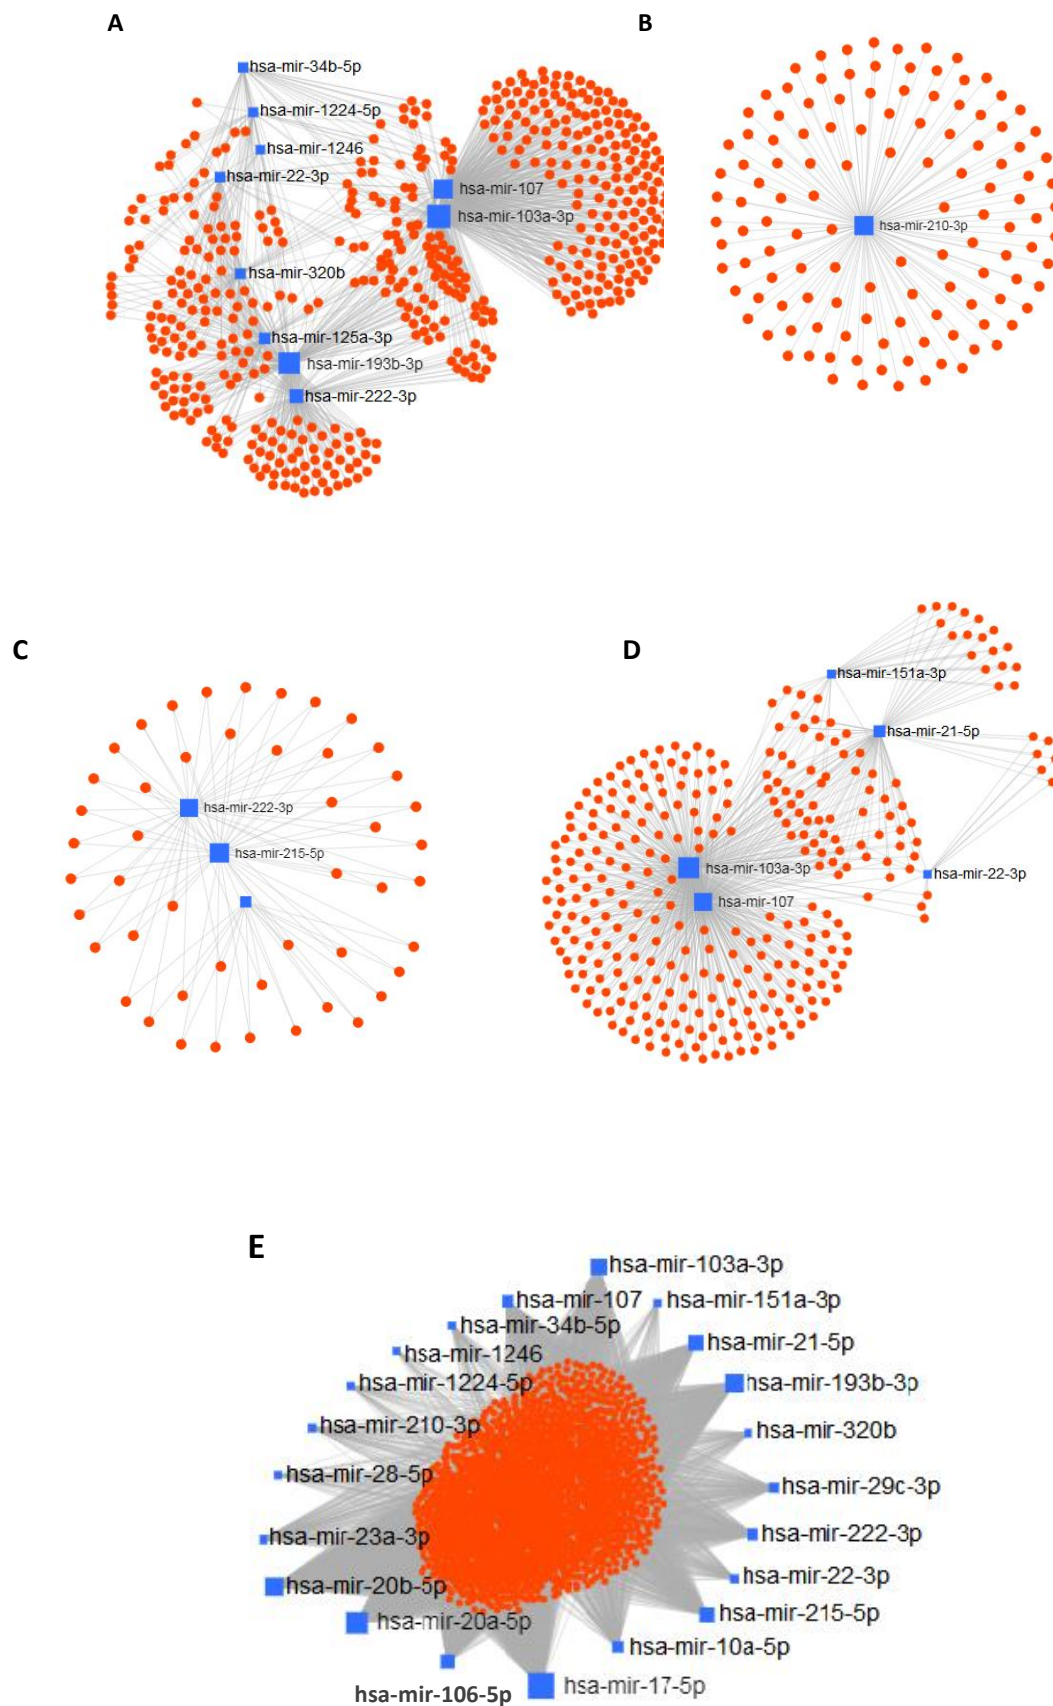 A
B
hsa-mir-34b-5p
hsa-mir-1224-5p
hsa-mir-1246
hsa-mir-22-3p
hsa-mir-107
hsa-mir-103a-3p
hsa-mir-210-3p
hsa-mir-320b
hsa-mir-125a-3p
hsa-mir-193b-3p
hsa-mir-222-3p
C
D
hsa-mir-151a-3p
hsa-mir-21-5p
hsa-mir-222-3p
hsa-mir-215-5p
hsa-mir-103a-3p
hsa-mir-22-3p
hsa-mir-107
E
hsa-mir-103a-3p
hsa-mir-107
hsa-mir-151a-3p
hsa-mir-34b-5p
hsa-mir-21-5p
hsa-mir-1246
hsa-mir-1224-5p
hsa-mir-193b-3p
hsa-mir-210-3p
hsa-mir-320b
hsa-mir-28-5p
hsa-mir-29c-3p
hsa-mir-23a-3p
hsa-mir-222-3p
hsa-mir-20b-5p
hsa-mir-22-3p
hsa-mir-20a-5p
hsa-mir-215-5p
hsa-mir-10a-5p
hsa-mir-106-5p
hsa-mir-17-5p